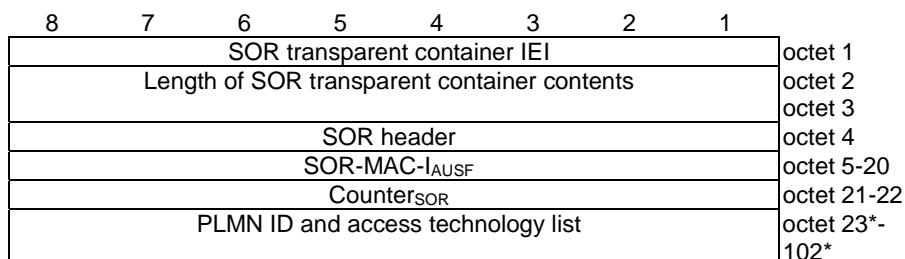 8 7 6 5 4 3 2 1
SOR transparent container IEI octet 1
Length of SOR transparent container contents octet 2
octet 3
SOR header octet 4
SOR-MAC-IAUSF octet 5-20
CounterSOR octet 21-22
PLMN ID and access technology list octet 23*-
102*